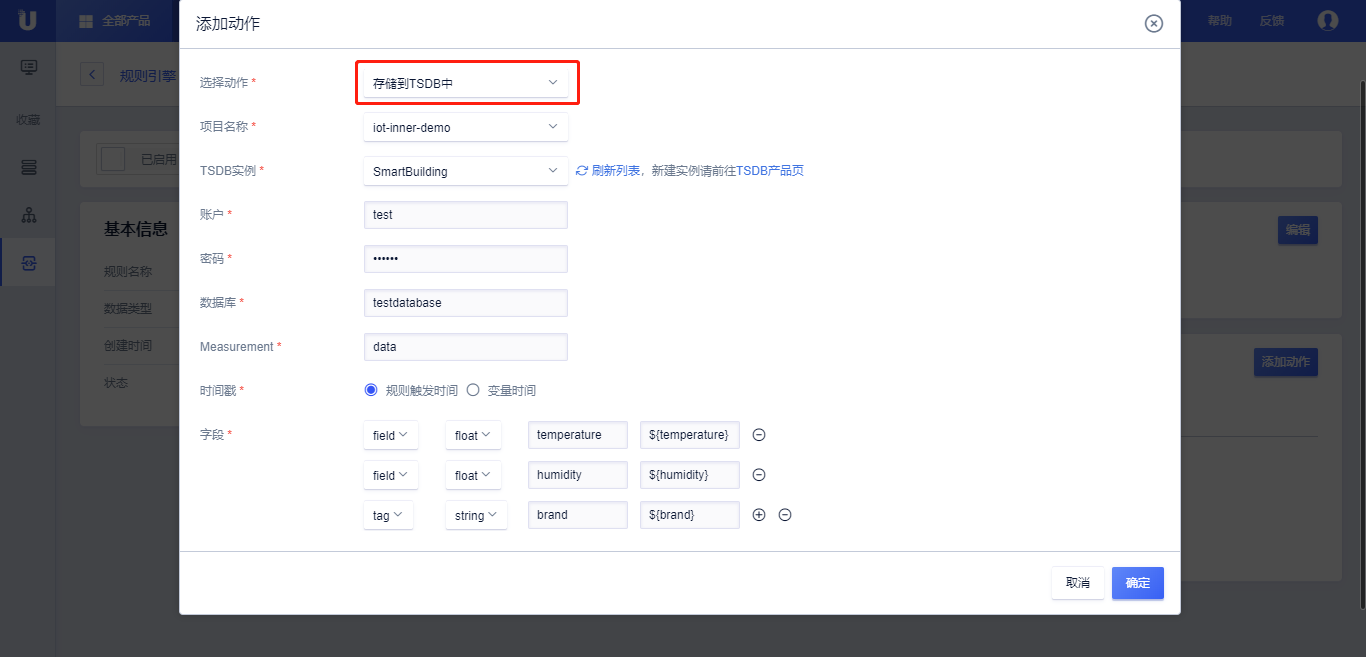 全部产品
帮助 反馈
添加动作
规则引擎
收藏
已启用
基本信息
编辑
规则名称
数据类型
创建时间
状态
添加动作
选择动作 *
存储到TSDB中
项目名称 *
iot-inner-demo
TSDB实例 *
SmartBuilding
刷新列表，新建实例请前往TSDB产品页
账户 *
test
密码 *
••••••
数据库 *
testdatabase
Measurement *
data
时间戳 *
规则触发时间 变量时间
字段 *
field float temperature ${temperature}
field float humidity ${humidity}
tag string brand ${brand}
取消 确定